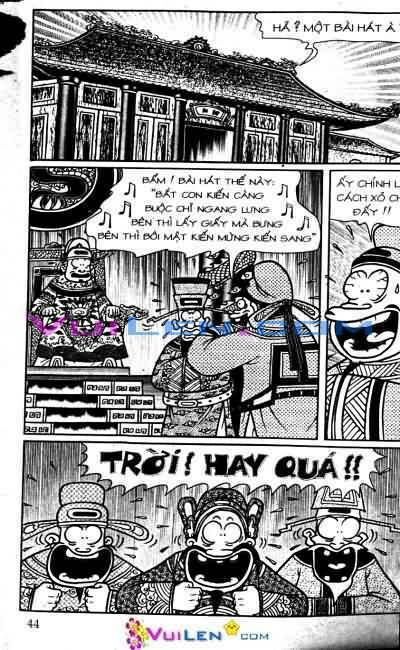 HẢ? MỘT BÀI HÁT À
BẨM! BÀI HÁT THẾ NÀY:
"BẮT CON KIẾN CÀNG
BUỘC CHỈ NGANG LƯNG
BÊN THÌ LẤY GIẤY MÀ BƯNG
BÊN THÌ BÔI MẬT KIẾN MỪNG KIẾN SANG"
ẤY CHÍNH L
CÁCH XỎ CH
ĐẤY!!
VUILEN.COM
TRỜI! HAY QUÁ!!
44
VUILEN.COM